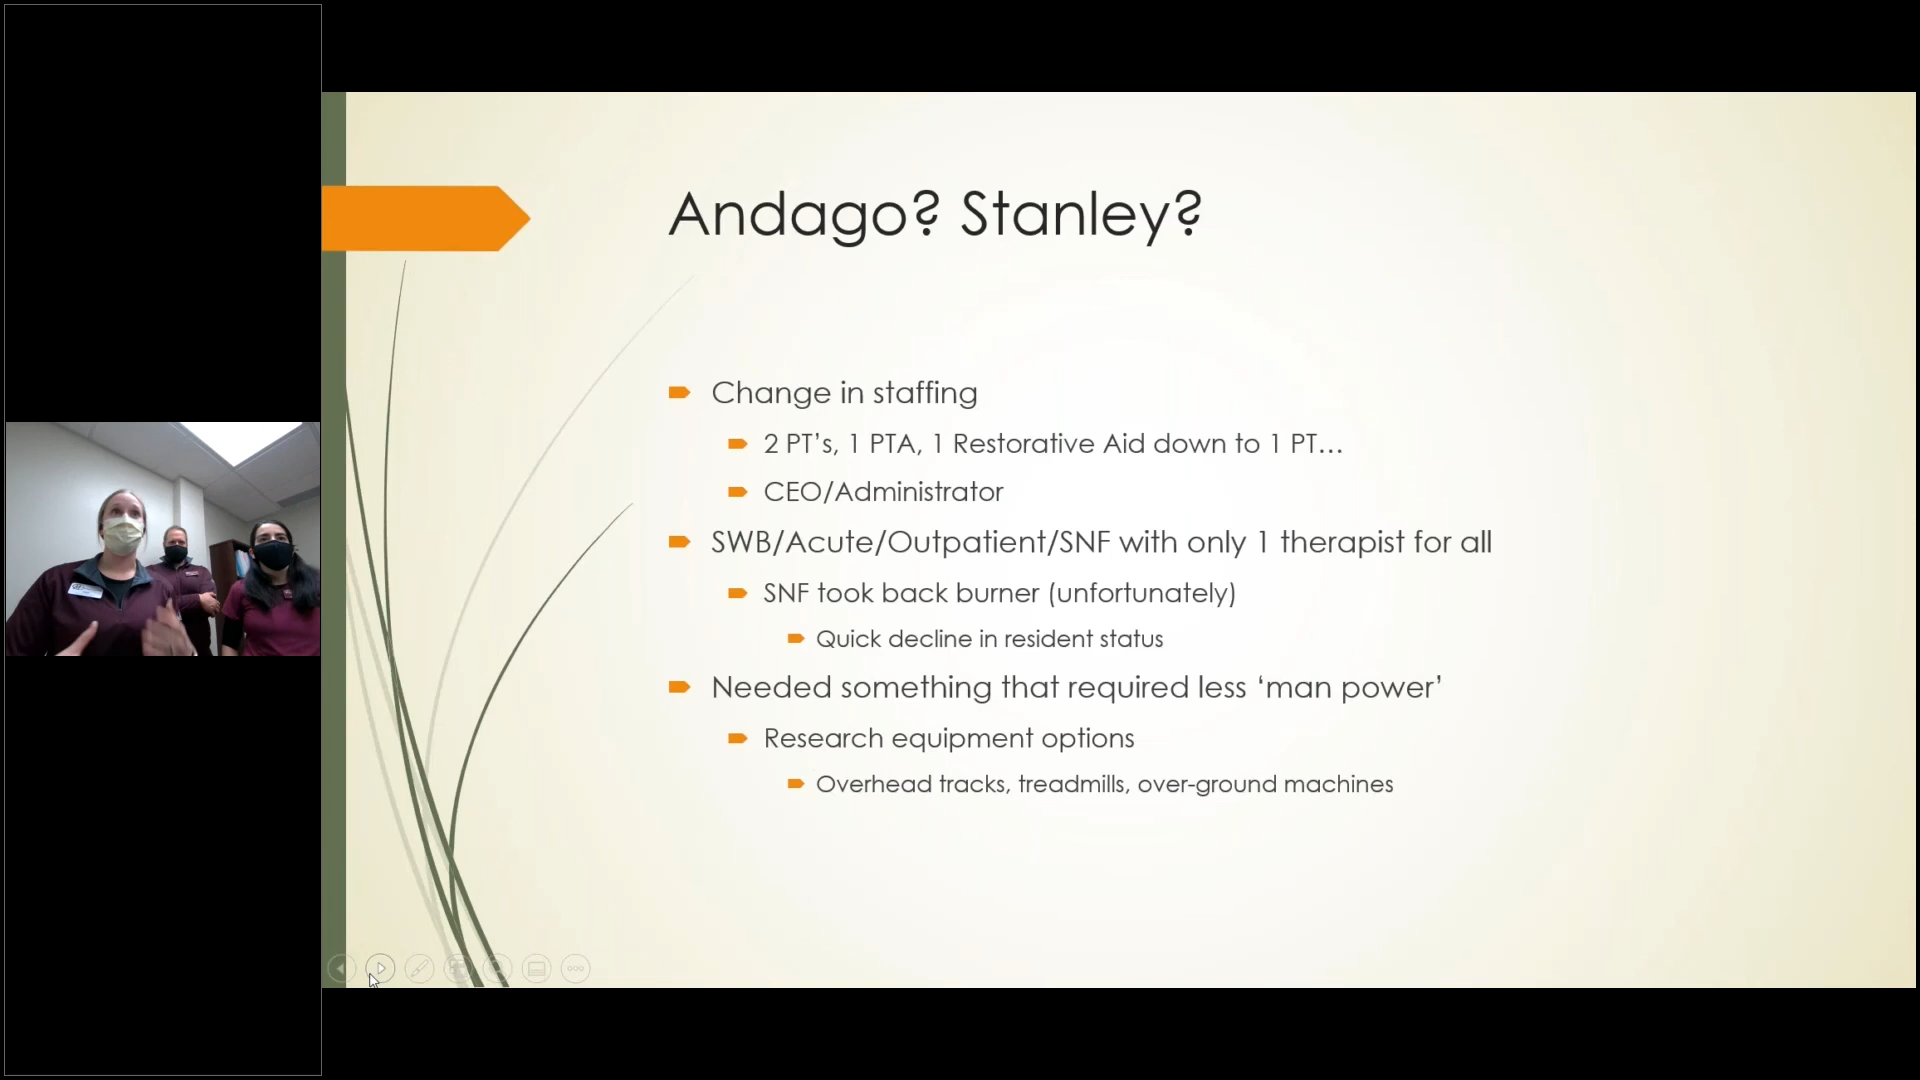 Andago? Stanley?
Change in staffing
2 PT's, 1 PTA, 1 Restorative Aid down to 1 PT…
CEO/Administrator
SWB/Acute/Outpatient/SNF with only 1 therapist for all
SNF took back burner (unfortunately)
Quick decline in resident status
Needed something that required less ‘man power’
Research equipment options
Overhead tracks, treadmills, over-ground machines